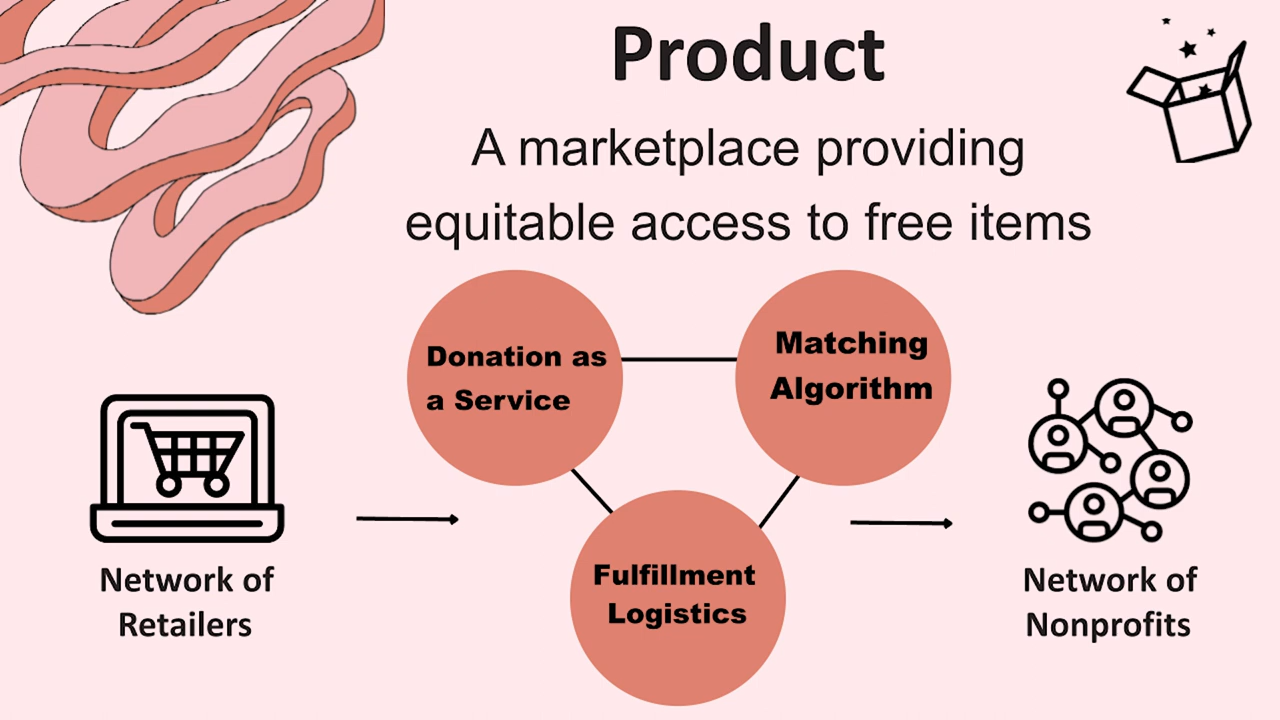 Product
A marketplace providing
equitable access to free items
Donation as
a Service
Matching
Algorithm
Fulfillment
Logistics
Network of
Retailers
Network of
Nonprofits